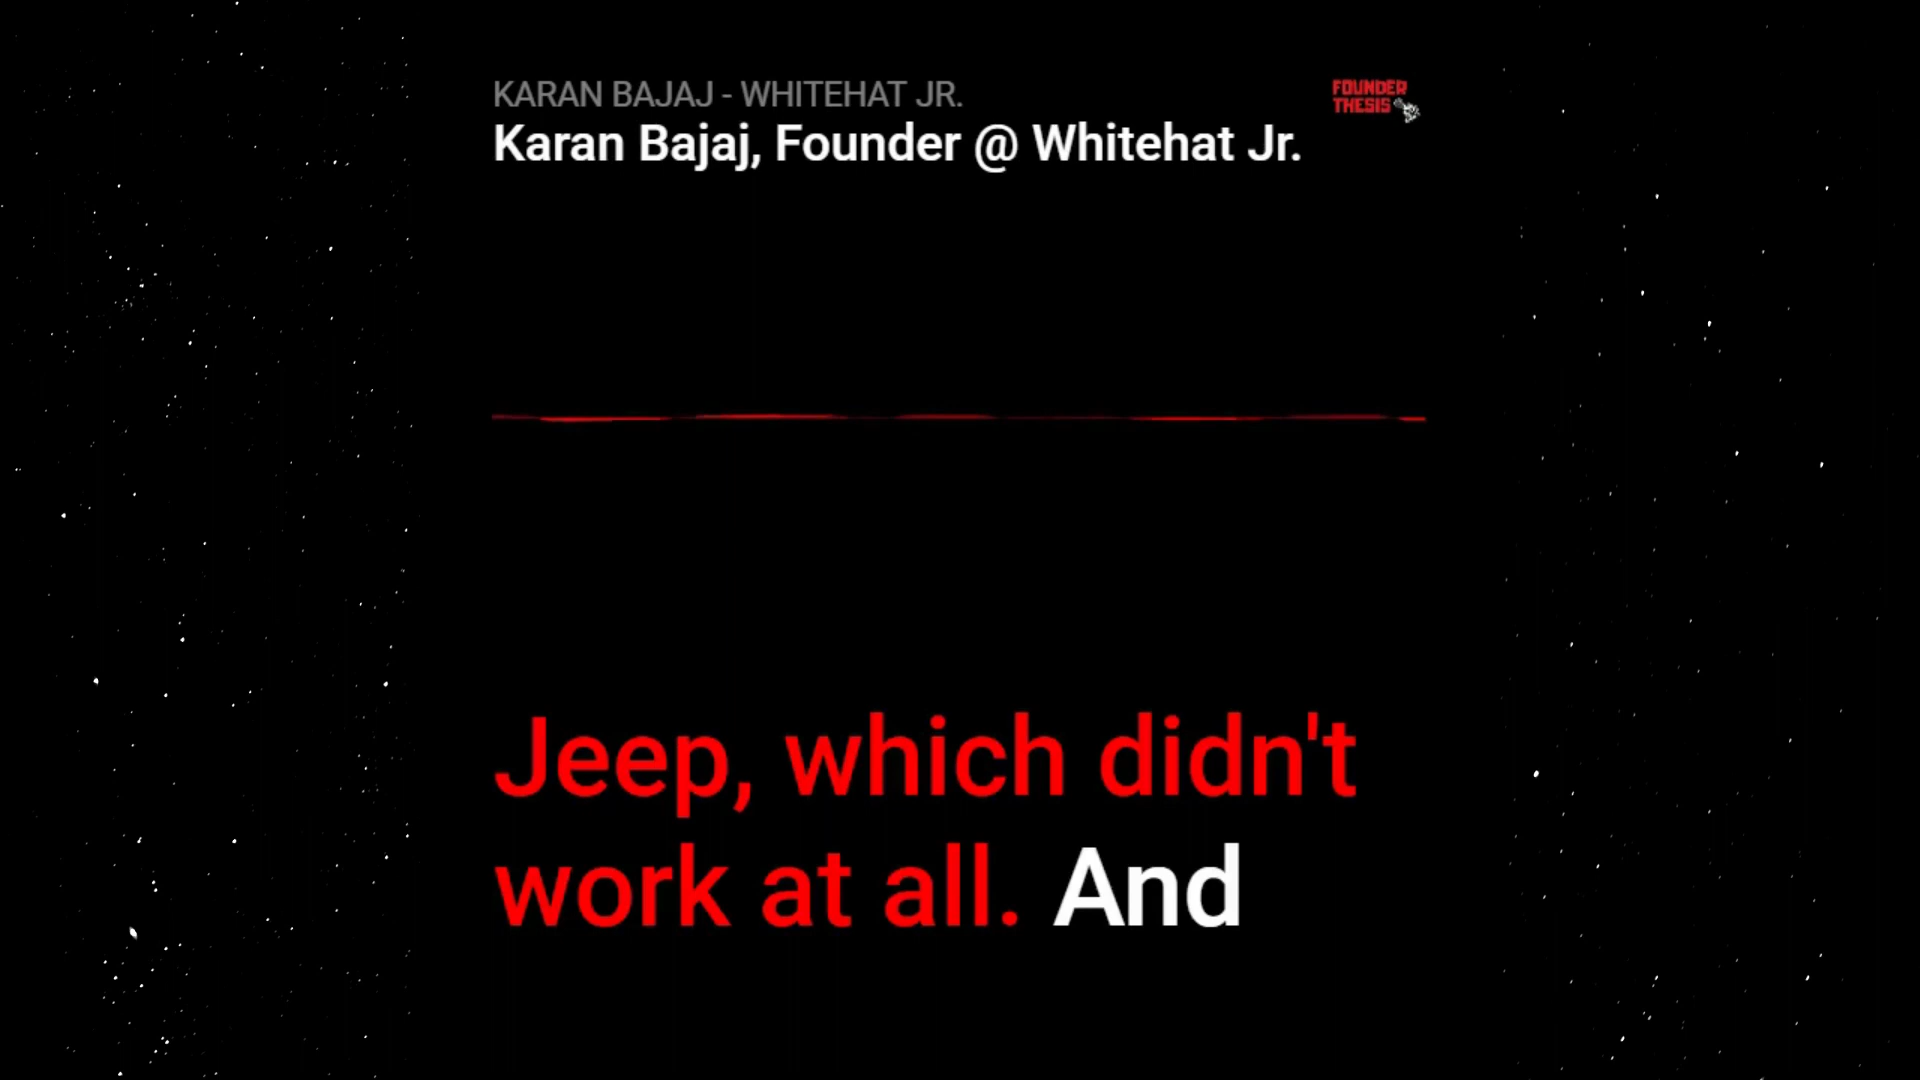 KARAN BAJAJ - WHITEHAT JR.
Karan Bajaj, Founder @ Whitehat Jr.
FOUNDER
THESIS
Jeep, which didn't
work at all. And